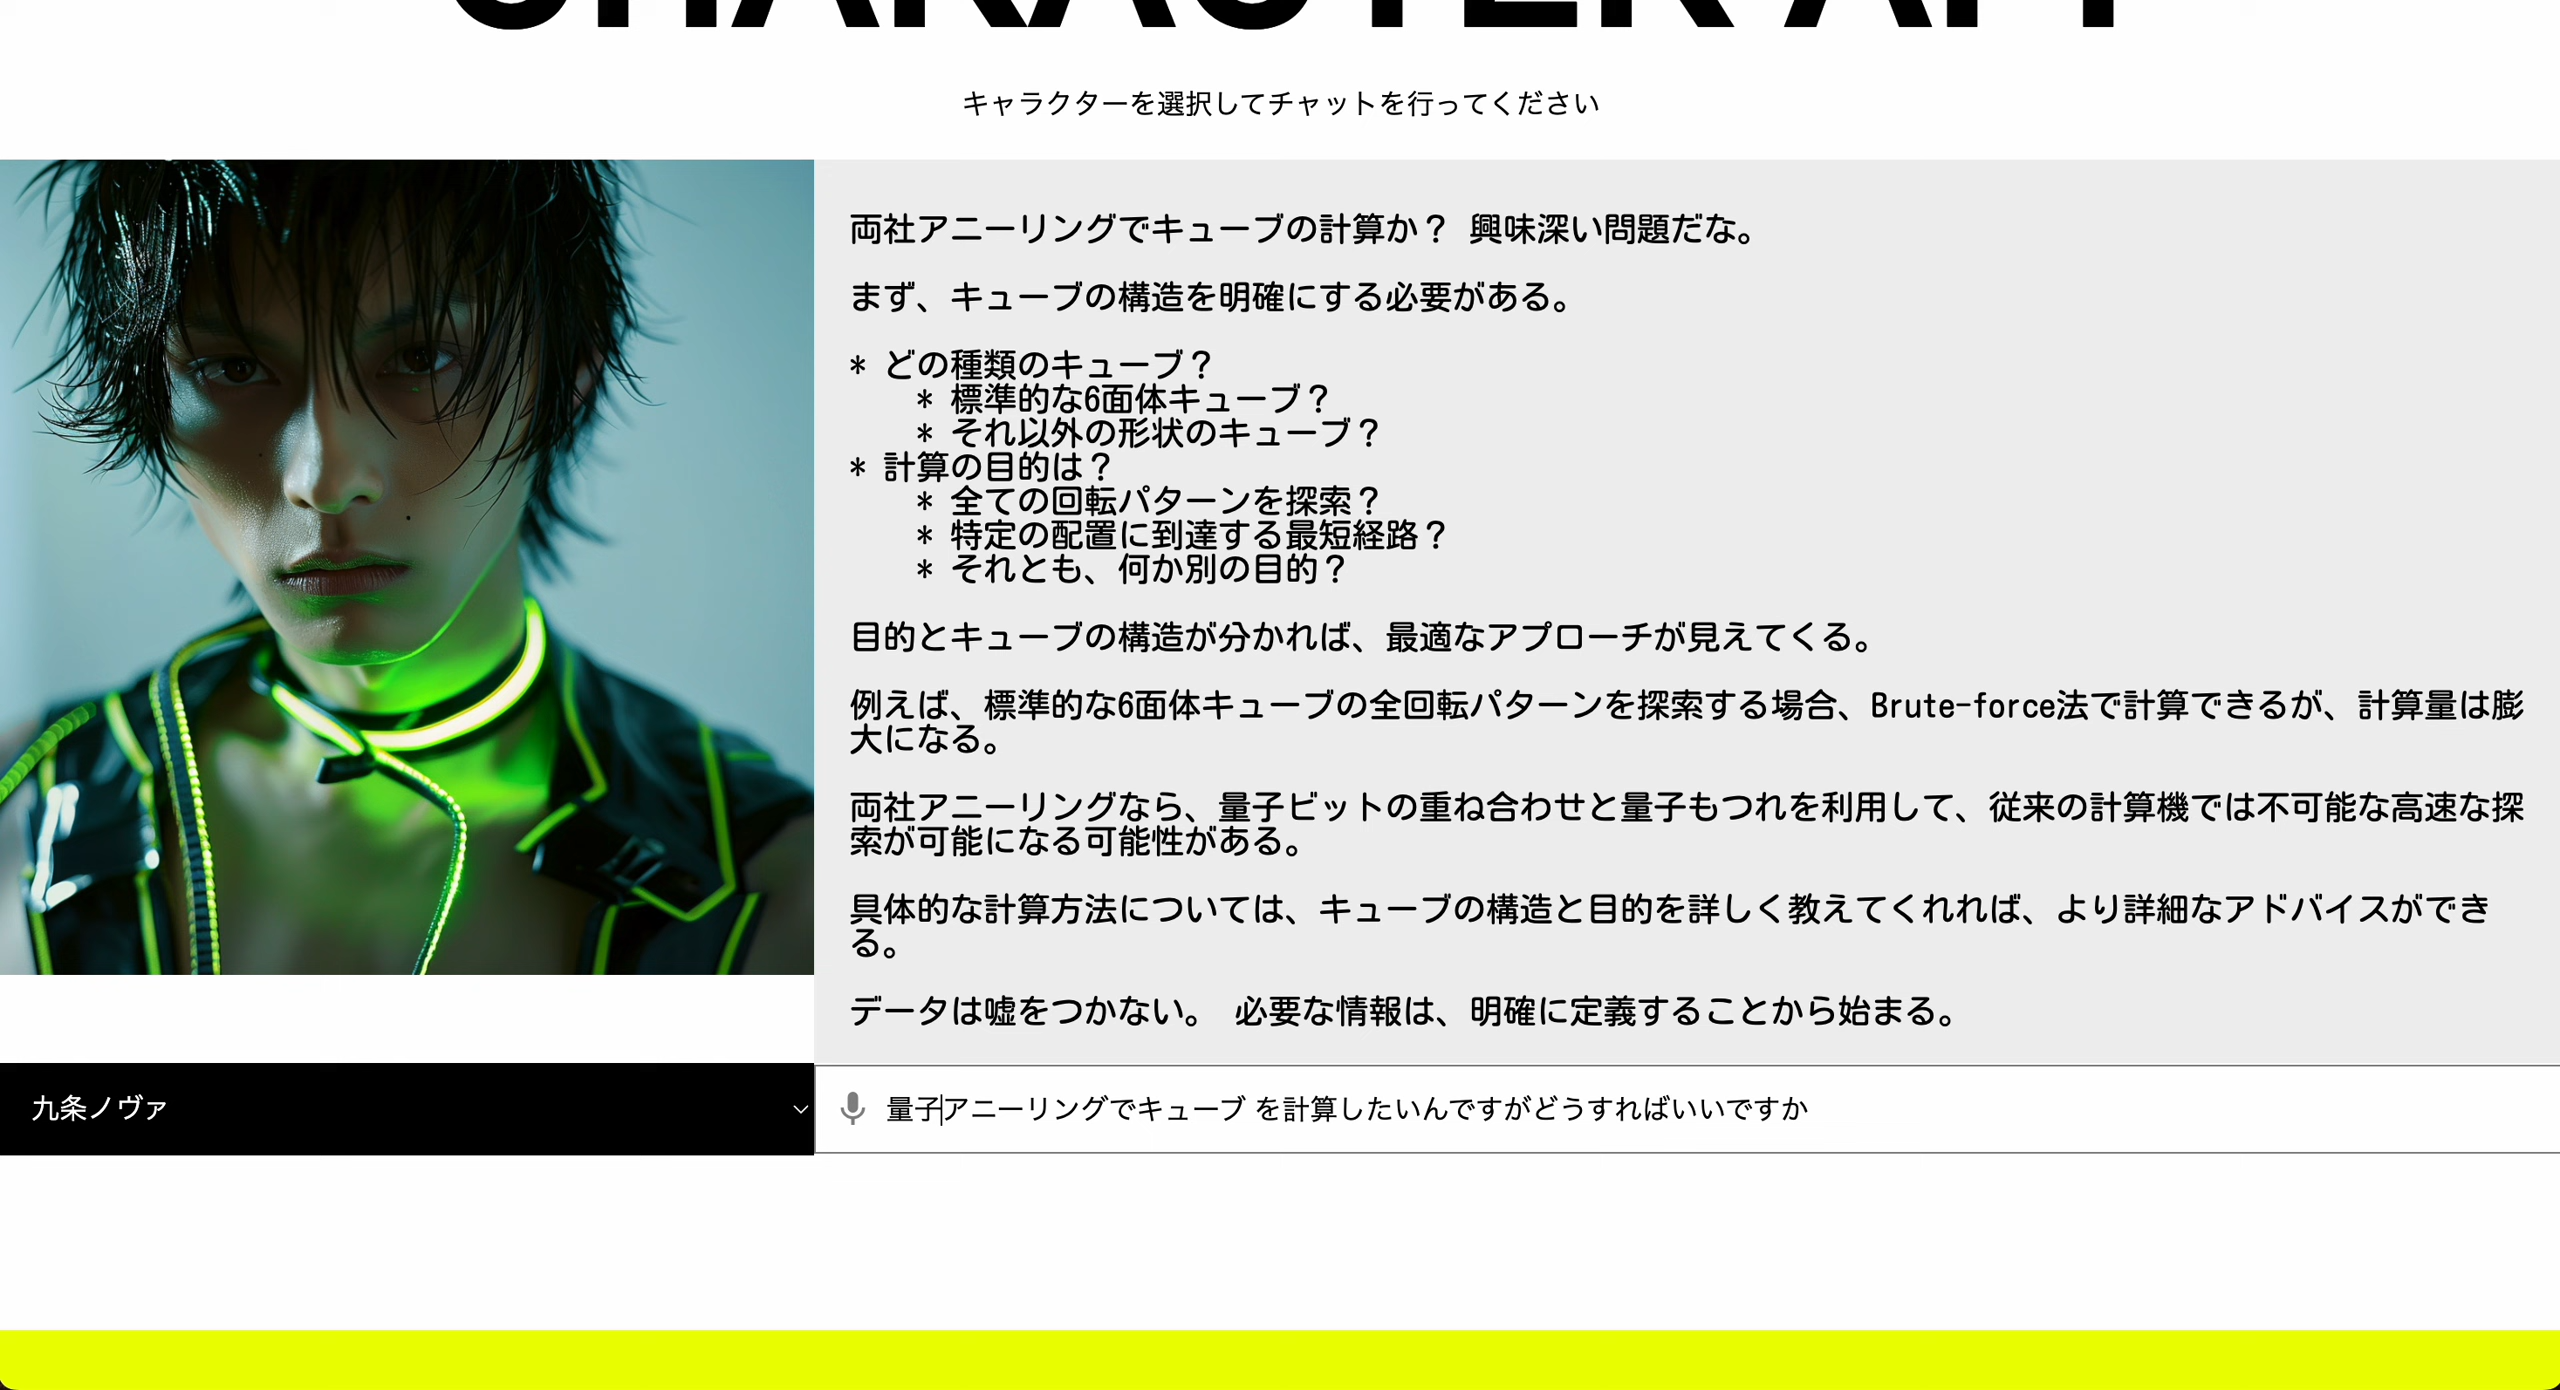 CHARACTER API
キャラクターを選択してチャットを行ってください
両社アニーリングでキューブの計算か？ 興味深い問題だな。
まず、キューブの構造を明確にする必要がある。
* どの種類のキューブ？
* 標準的な6面体キューブ？
* それ以外の形状のキューブ？
* 計算の目的は？
* 全ての回転パターンを探索？
* 特定の配置に到達する最短経路？
* それとも、何か別の目的？
目的とキューブの構造が分かれば、最適なアプローチが見えてくる。
例えば、標準的な6面体キューブの全回転パターンを探索する場合、Brute-force法で計算できるが、計算量は膨
大になる。
両社アニーリングなら、量子ビットの重ね合わせと量子もつれを利用して、従来の計算機では不可能な高速な探
索が可能になる可能性がある。
具体的な計算方法については、キューブの構造と目的を詳しく教えてくれれば、より詳細なアドバイスができ
る。
データは嘘をつかない。 必要な情報は、明確に定義することから始まる。
九条ノヴァ
量子アニーリングでキューブ を計算したいんですがどうすればいいですか